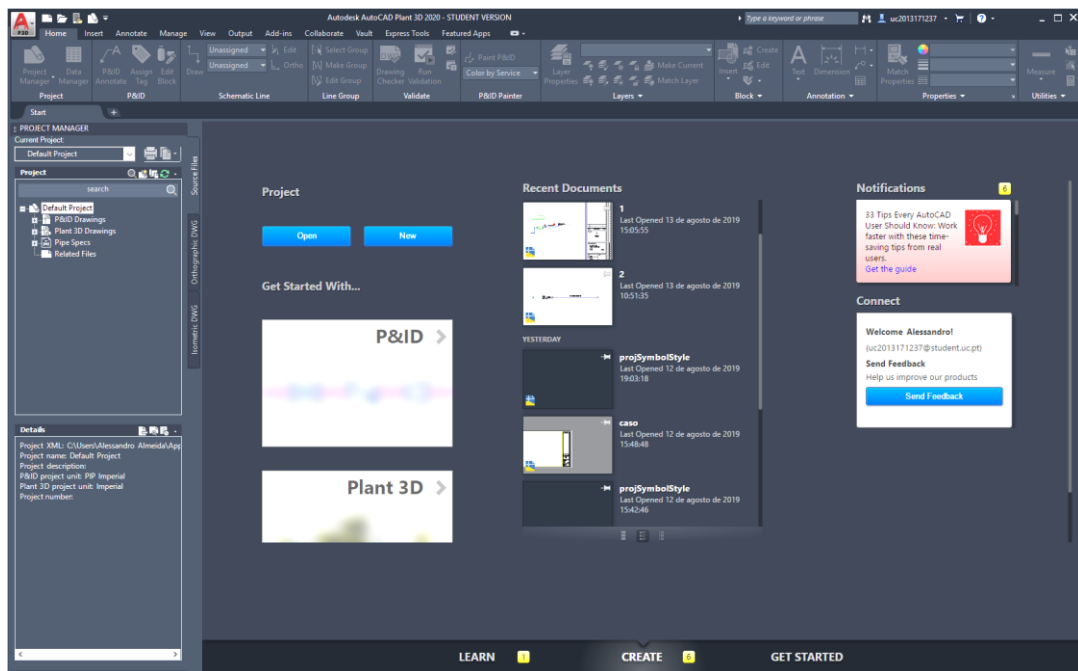 Autodesk AutoCAD Plant 3D 2020 - STUDENT VERSION
Type a keyword or phrase
uc2013171237
P3D
Home Insert Annotate Manage View Output Add-ins Collaborate Vault Express Tools Featured Apps
Project Manager
Data Manager
P&ID Annotate
Assign Tag
Edit Block
Draw
Unassigned
Unassigned
Edit
Ortho
Select Group
Make Group
Edit Group
Drawing Checker
Run Validation
Paint P&ID
Color by Service
Layer Properties
Make Current
Match Layer
Insert
Create
Edit
Text
Dimension
Match Properties
Measure
Project P&ID Schematic Line Line Group Validate P&ID Painter Layers Block Annotation Properties Utilities
Start
PROJECT MANAGER
Current Project:
Default Project
Project
search
Default Project
P&ID Drawings
Plant 3D Drawings
Pipe Specs
Related Files
Source Files
Orthographic DWG
Isometric DWG
Details
Project XML: C:\Users\Alessandro Almeida\App
Project name: Default Project
Project description:
P&ID project unit: PIP Imperial
Plant 3D project unit: Imperial
Project number:
Project
Open New
Get Started With...
P&ID
Plant 3D
Recent Documents
1
Last Opened 13 de agosto de 2019
15:05:55
2
Last Opened 13 de agosto de 2019
10:51:35
YESTERDAY
projSymbolStyle
Last Opened 12 de agosto de 2019
19:03:18
caso
Last Opened 12 de agosto de 2019
15:48:48
projSymbolStyle
Last Opened 12 de agosto de 2019
15:42:46
Notifications 6
33 Tips Every AutoCAD
User Should Know: Work
faster with these time-
saving tips from real
users.
Get the guide
Connect
Welcome Alessandro!
(uc2013171237@student.uc.pt)
Send Feedback
Help us improve our products
Send Feedback
LEARN 1 CREATE 6 GET STARTED